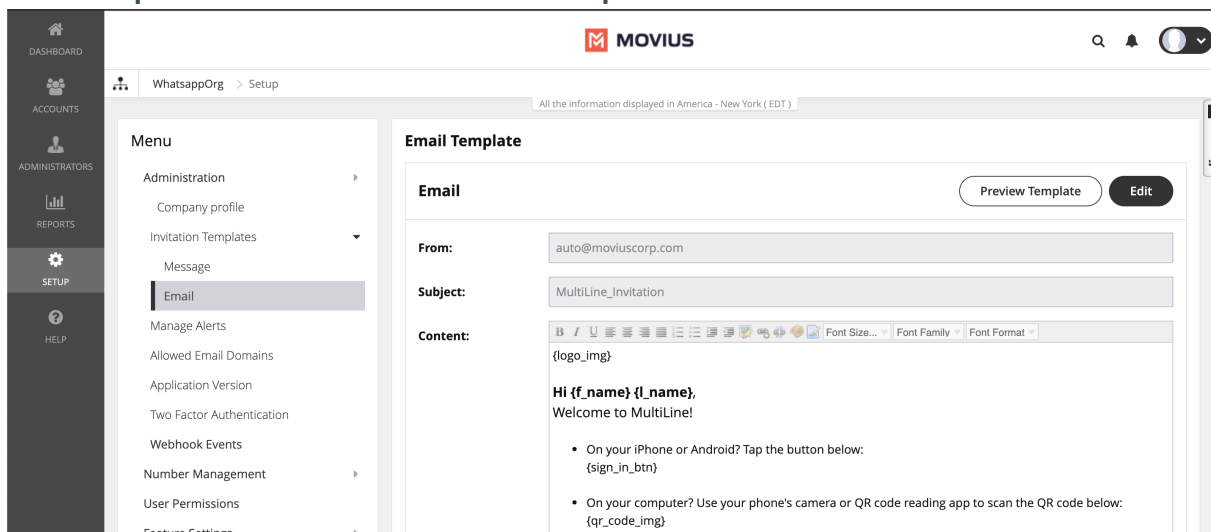 DASHBOARD
ACCOUNTS
ADMINISTRATORS
REPORTS
SETUP
HELP
MOVIUS
WhatsappOrg > Setup
All the information displayed in America - New York ( EDT )
Menu
Administration
Company profile
Invitation Templates
Message
Email
Manage Alerts
Allowed Email Domains
Application Version
Two Factor Authentication
Webhook Events
Number Management
User Permissions
Feature Settings
Email Template
Email
Preview Template
Edit
From:
auto@moviuscorp.com
Subject:
MultiLine_Invitation
Content:
B I U Font Size... Font Family Font Format
{logo_img}
Hi {f_name} {l_name},
Welcome to MultiLine!
• On your iPhone or Android? Tap the button below:
{sign_in_btn}
• On your computer? Use your phone's camera or QR code reading app to scan the QR code below:
{qr_code_img}